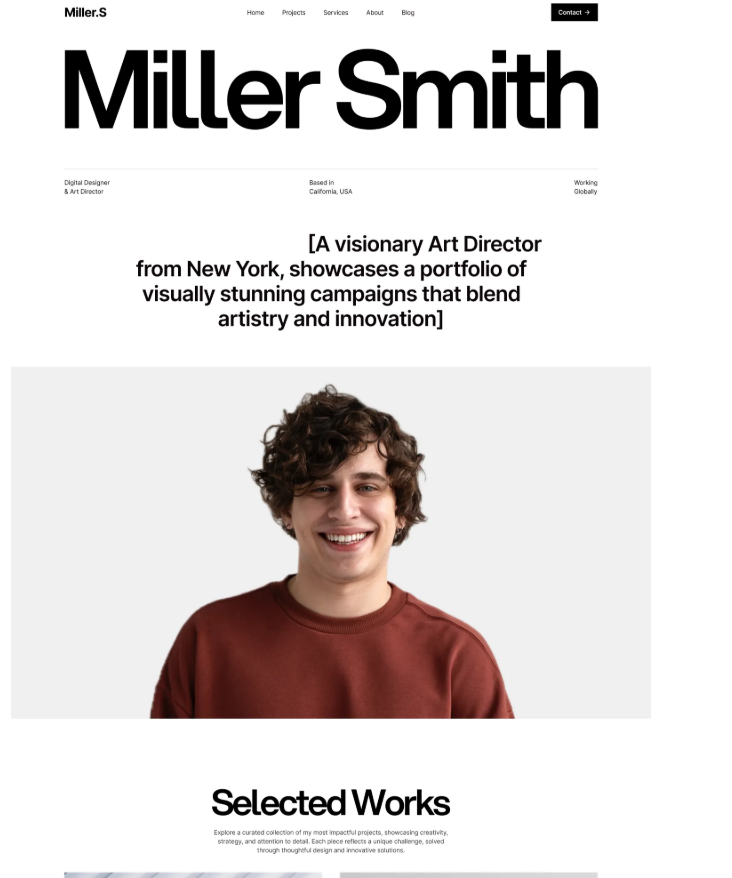 Miller.S
Home Projects Services About Blog
Contact →
Miller Smith
Digital Designer
& Art Director
Based in
California, USA
Working
Globally
[A visionary Art Director
from New York, showcases a portfolio of
visually stunning campaigns that blend
artistry and innovation]
Selected Works
Explore a curated collection of my most impactful projects, showcasing creativity,
strategy, and attention to detail. Each piece reflects a unique challenge, solved
through thoughtful design and innovative solutions.